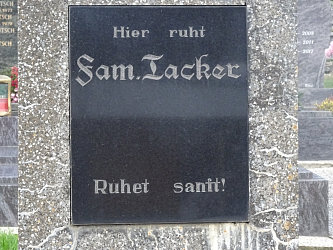 Hier ruht
Fam. Tacker
Ruhet sanft!